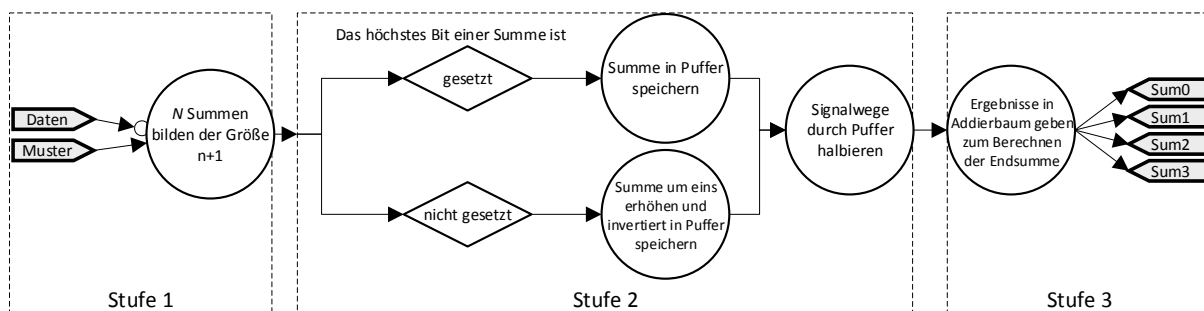 Daten
Muster
N Summen
bilden der Größe
n+1
Stufe 1
Das höchstes Bit einer Summe ist
gesetzt
nicht gesetzt
Summe in Puffer
speichern
Summe um eins
erhöhen und
invertiert in Puffer
speichern
Signalwege
durch Puffer
halbieren
Stufe 2
Ergebnisse in
Addierbaum geben
zum Berechnen
der Endsumme
Sum0
Sum1
Sum2
Sum3
Stufe 3